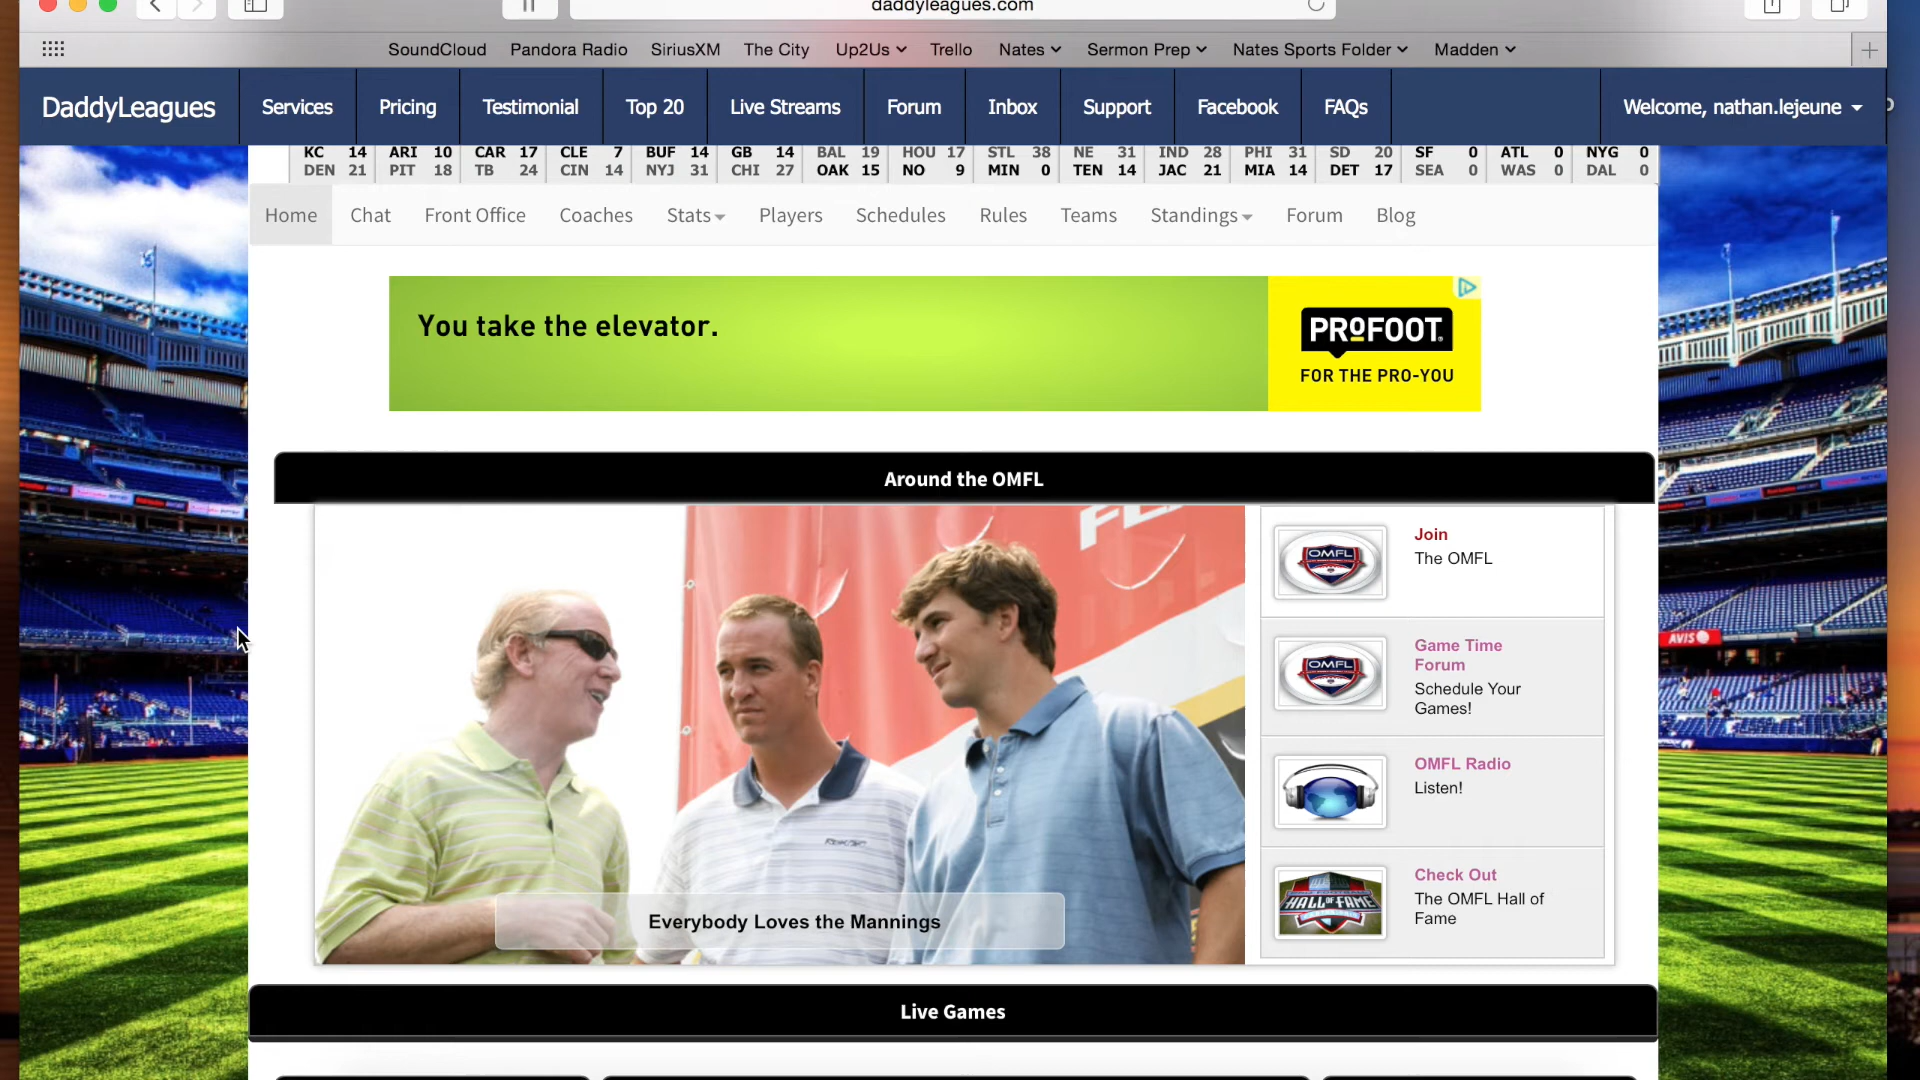 daddyleagues.com
SoundCloud Pandora Radio SiriusXM The City Up2Us Trello Nates Sermon Prep Nates Sports Folder Madden
DaddyLeagues Services Pricing Testimonial Top 20 Live Streams Forum Inbox Support Facebook FAQs Welcome, nathan.lejeune
KC 14 ARI 10 CAR 17 CLE 7 BUF 14 GB 14 BAL 19 HOU 17 STL 38 NE 31 IND 28 PHI 31 SD 20 SF 0 ATL 0 NYG 0
DEN 21 PIT 18 TB 24 CIN 14 NYJ 31 CHI 27 OAK 15 NO 9 MIN 0 TEN 14 JAC 21 MIA 14 DET 17 SEA 0 WAS 0 DAL 0
Home Chat Front Office Coaches Stats Players Schedules Rules Teams Standings Forum Blog
You take the elevator.
PROFOOT.
FOR THE PRO-YOU
Around the OMFL
OMFL
Join
The OMFL
OMFL
Game Time
Forum
Schedule Your
Games!
OMFL Radio
Listen!
HALL OF FAME
Check Out
The OMFL Hall of
Fame
AVIS
Reebok
Everybody Loves the Mannings
Live Games